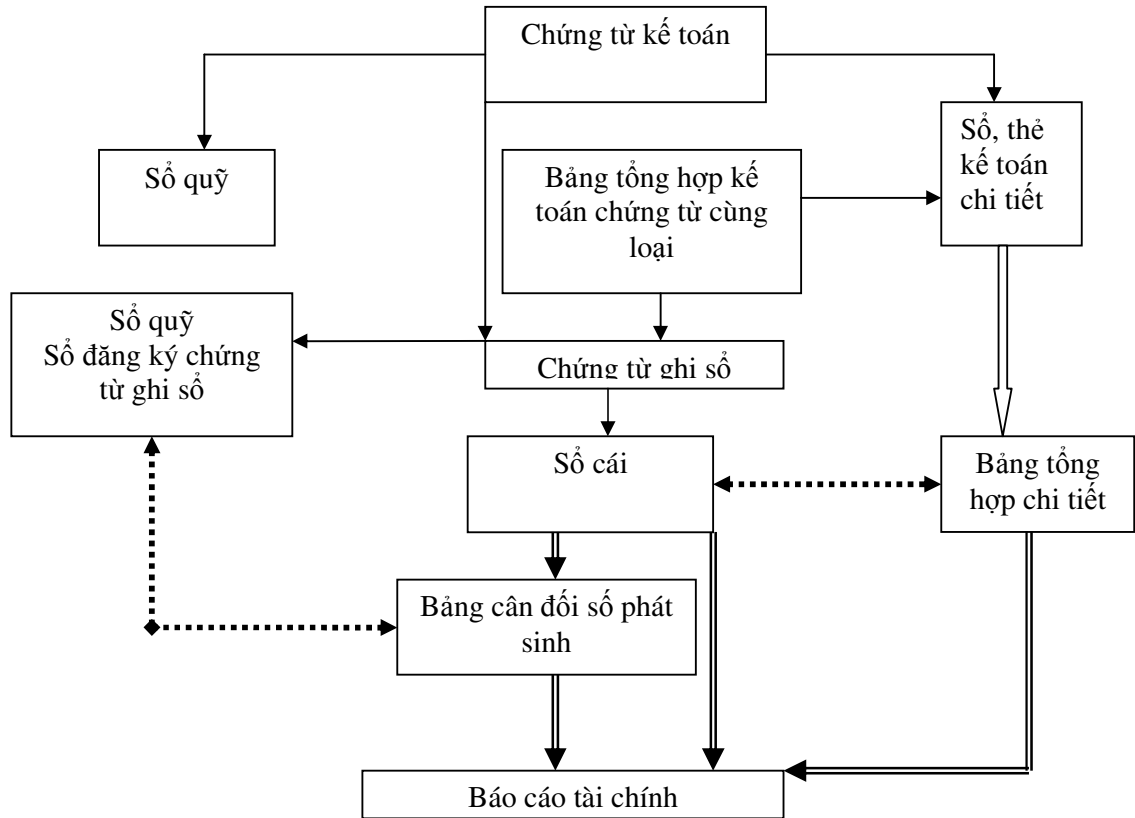 Chứng từ kế toán
Sổ, thẻ
kế toán
chi tiết
Sổ quỹ
Bảng tổng hợp kế
toán chứng từ cùng
loại
Sổ quỹ
Sổ đăng ký chứng
từ ghi sổ
Chứng từ ghi sổ
Sổ cái
Bảng tổng
hợp chi tiết
Bảng cân đối số phát
sinh
Báo cáo tài chính